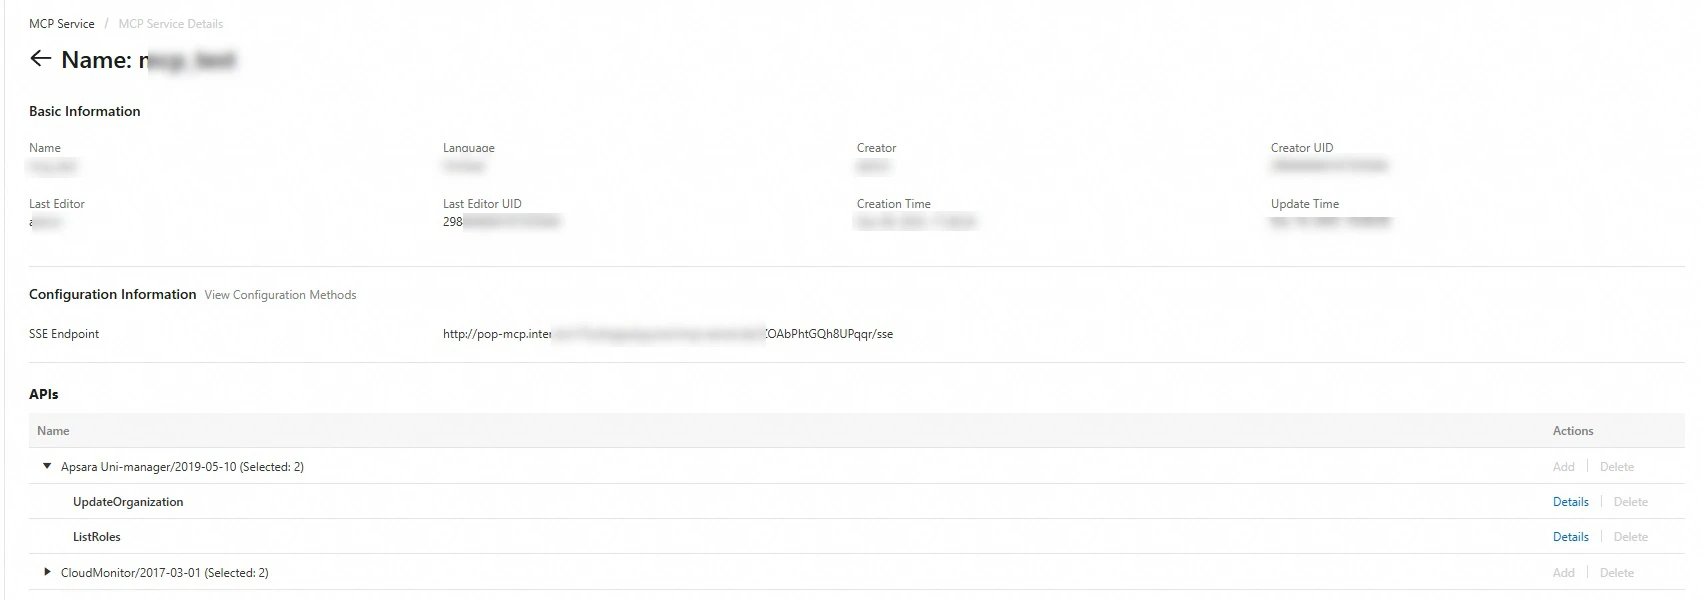 MCP Service / MCP Service Details
← Name:
Basic Information
Name Language Creator Creator UID
Last Editor Last Editor UID Creation Time Update Time
298
Configuration Information View Configuration Methods
SSE Endpoint http://pop-mcp.inter OAbPhtGQh8UPqqr/sse
APIs
Name Actions
Apsara Uni-manager/2019-05-10 (Selected: 2) Add | Delete
UpdateOrganization Details | Delete
ListRoles Details | Delete
CloudMonitor/2017-03-01 (Selected: 2) Add | Delete